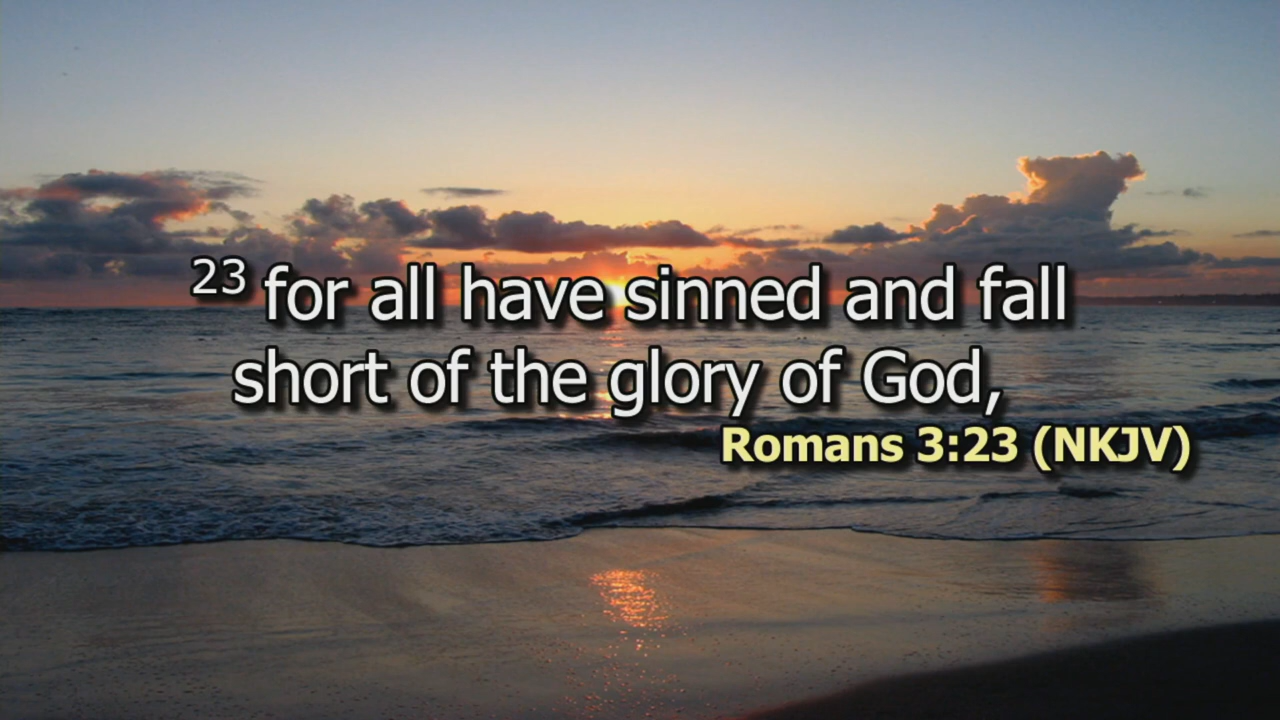 23 for all have sinned and fall
short of the glory of God,
Romans 3:23 (NKJV)